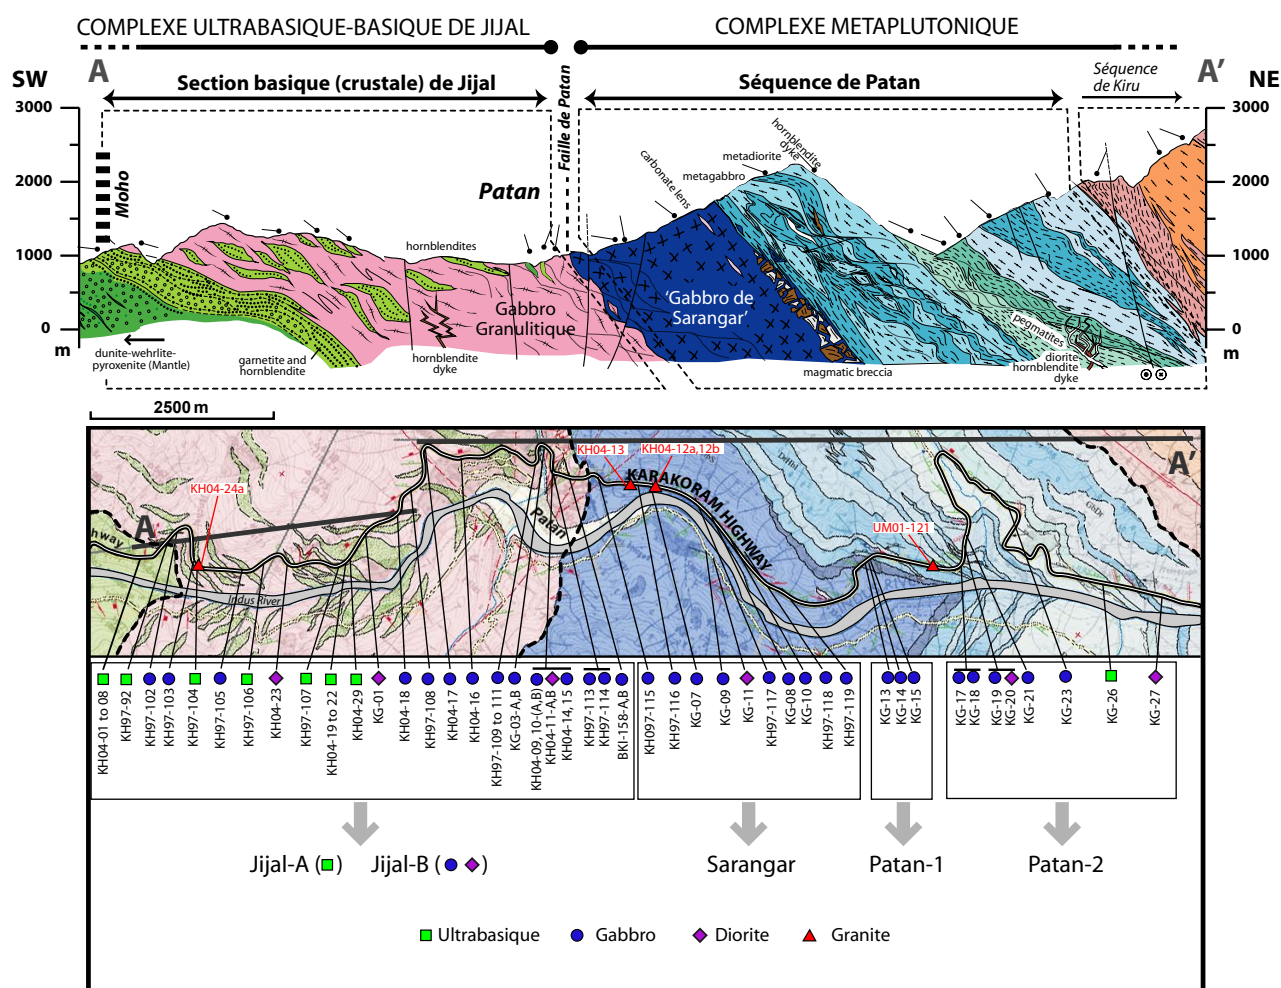 COMPLEXE ULTRABASIQUE-BASIQUE DE JIJAL
COMPLEXE METAPLUTONIQUE
SW
A
Section basique (crustale) de Jijal
Faille de Patan
Séquence de Patan
Séquence
de Kiru
A’
NE
3000
2000
1000
0
m
3000
2000
1000
0
m
Moho
Patan
hornblendites
carbonate lens
metagabbro
metadiorite
hornblendite
dyke
Gabbro
Granulitique
‘Gabbro de
Sarangar’
dunite-wehrlite-
pyroxenite (Mantle)
garnetite and
hornblendite
hornblendite
dyke
magmatic breccia
pegmatites
diorite
hornblendite
dyke
2500 m
KH04-24a
KH04-13
KH04-12a,12b
UM01-121
A
A’
hway
Indus River
Patan
KARAKORAM HIGHWAY
KH04-01 to 08
KH97-92
KH97-102
KH97-103
KH97-104
KH97-105
KH97-106
KH04-23
KH97-107
KH04-19 to 22
KH04-29
KG-01
KH04-18
KH97-108
KH04-17
KH04-16
KH97-109 to 111
KG-03-A,B
KH04-09, 10-(A,B)
KH04-11-A,B
KH04-14, 15
KH97-113
KH97-114
BKI-158-A,B
KH097-115
KH97-116
KG-07
KG-09
KG-11
KH97-117
KG-08
KG-10
KH97-118
KH97-119
KG-13
KG-14
KG-15
KG-17
KG-18
KG-19
KG-20
KG-21
KG-23
KG-26
KG-27
Jijal-A ( )
Jijal-B ( )
Sarangar
Patan-1
Patan-2
Ultrabasique
Gabbro
Diorite
Granite